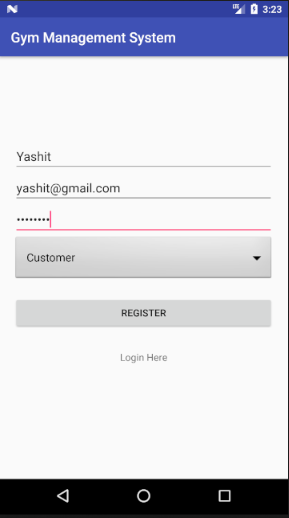 3:23
Gym Management System
Yashit
yashit@gmail.com
••••••••
Customer
REGISTER
Login Here